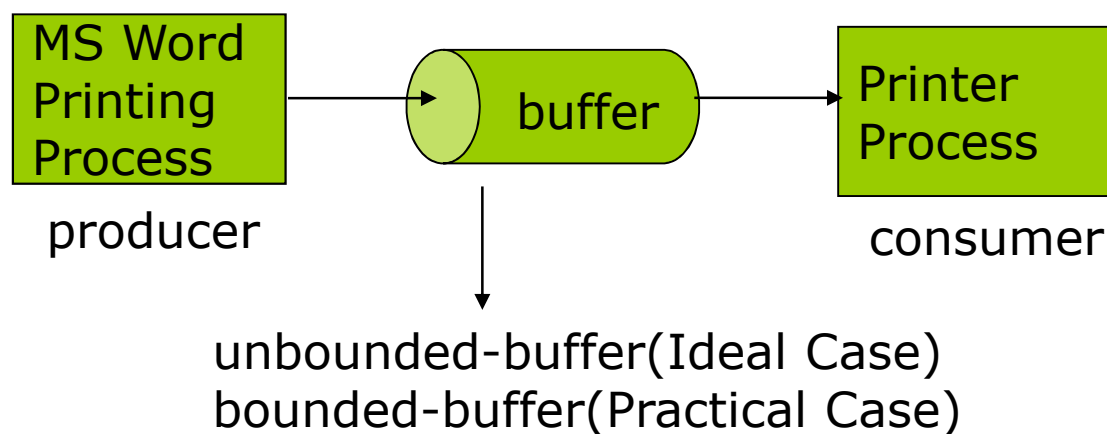 MS Word
Printing
Process
buffer
Printer
Process
producer
consumer
unbounded-buffer(Ideal Case)
bounded-buffer(Practical Case)